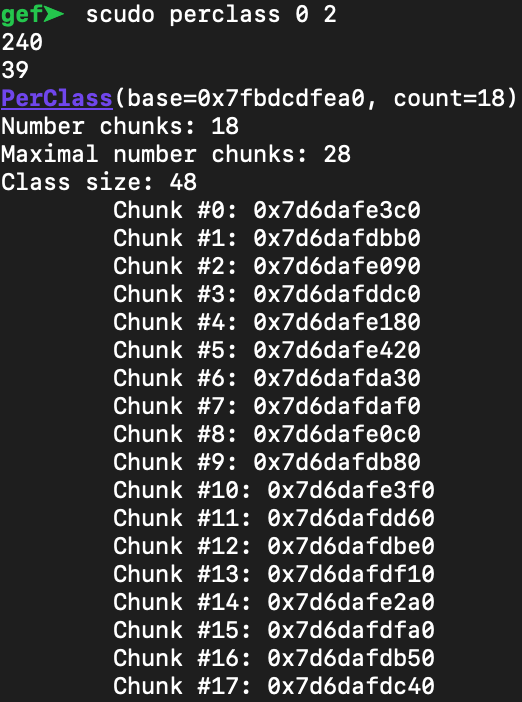 gef➤  scudo perclass 0 2
240
39
PerClass(base=0x7fbdcdfea0, count=18)
Number chunks: 18
Maximal number chunks: 28
Class size: 48
        Chunk #0: 0x7d6dafe3c0
        Chunk #1: 0x7d6dafdbb0
        Chunk #2: 0x7d6dafe090
        Chunk #3: 0x7d6dafddc0
        Chunk #4: 0x7d6dafe180
        Chunk #5: 0x7d6dafe420
        Chunk #6: 0x7d6dafda30
        Chunk #7: 0x7d6dafdaf0
        Chunk #8: 0x7d6dafe0c0
        Chunk #9: 0x7d6dafdb80
        Chunk #10: 0x7d6dafe3f0
        Chunk #11: 0x7d6dafdd60
        Chunk #12: 0x7d6dafdbe0
        Chunk #13: 0x7d6dafdf10
        Chunk #14: 0x7d6dafe2a0
        Chunk #15: 0x7d6dafdfa0
        Chunk #16: 0x7d6dafdb50
        Chunk #17: 0x7d6dafdc40